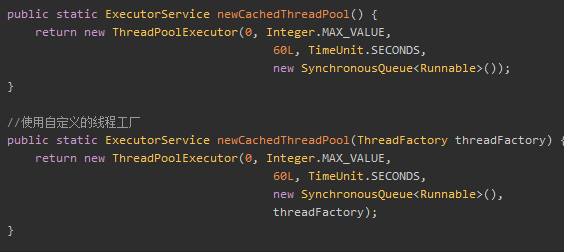 public static ExecutorService newCachedThreadPool() {
    return new ThreadPoolExecutor(0, Integer.MAX_VALUE,
                                  60L, TimeUnit.SECONDS,
                                  new SynchronousQueue<Runnable>());
}
//使用自定义的线程工厂
public static ExecutorService newCachedThreadPool(ThreadFactory threadFactory) {
    return new ThreadPoolExecutor(0, Integer.MAX_VALUE,
                                  60L, TimeUnit.SECONDS,
                                  new SynchronousQueue<Runnable>(),
                                  threadFactory);
}